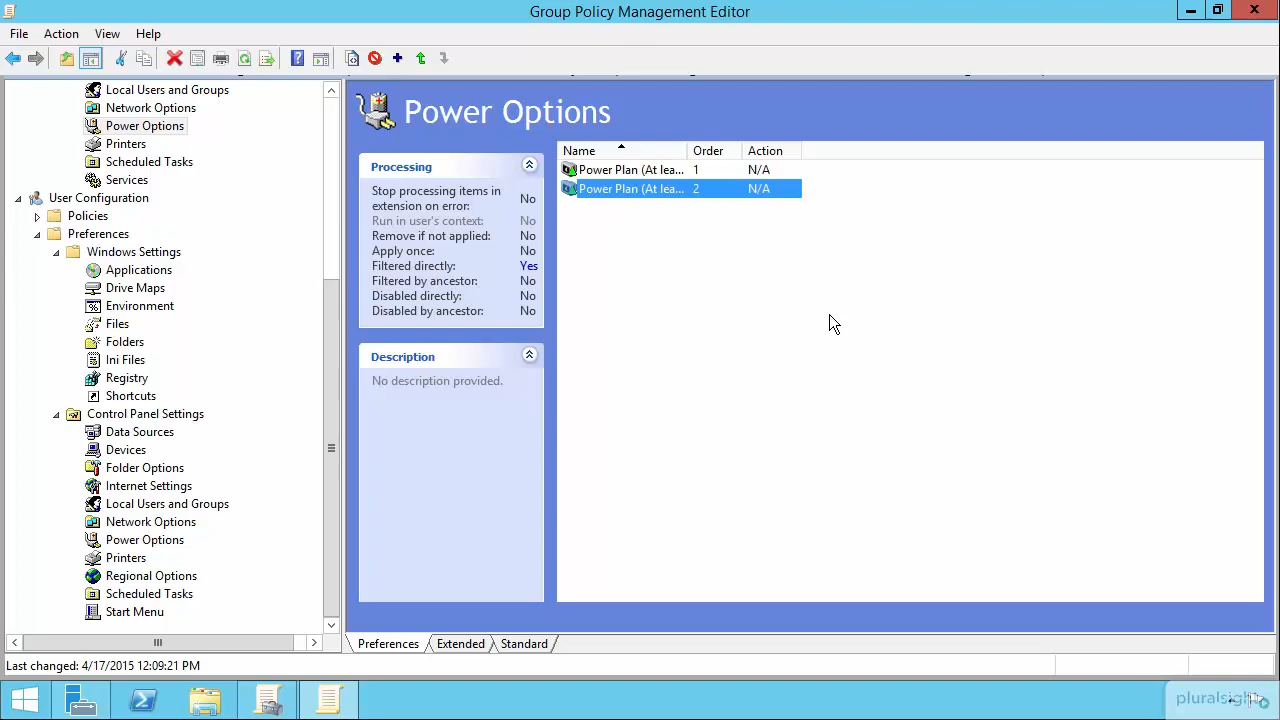 Group Policy Management Editor
File Action View Help
Local Users and Groups
Network Options
Power Options
Printers
Scheduled Tasks
Services
User Configuration
Policies
Preferences
Windows Settings
Applications
Drive Maps
Environment
Files
Folders
Ini Files
Registry
Shortcuts
Control Panel Settings
Data Sources
Devices
Folder Options
Internet Settings
Local Users and Groups
Network Options
Power Options
Printers
Regional Options
Scheduled Tasks
Start Menu
Power Options
Processing
Stop processing items in
extension on error: No
Run in user's context: No
Remove if not applied: No
Apply once: No
Filtered directly: Yes
Filtered by ancestor: No
Disabled directly: No
Disabled by ancestor: No
Description
No description provided.
Name Order Action
Power Plan (At lea... 1 N/A
Power Plan (At lea... 2 N/A
Preferences Extended Standard
Last changed: 4/17/2015 12:09:21 PM
pluralsight